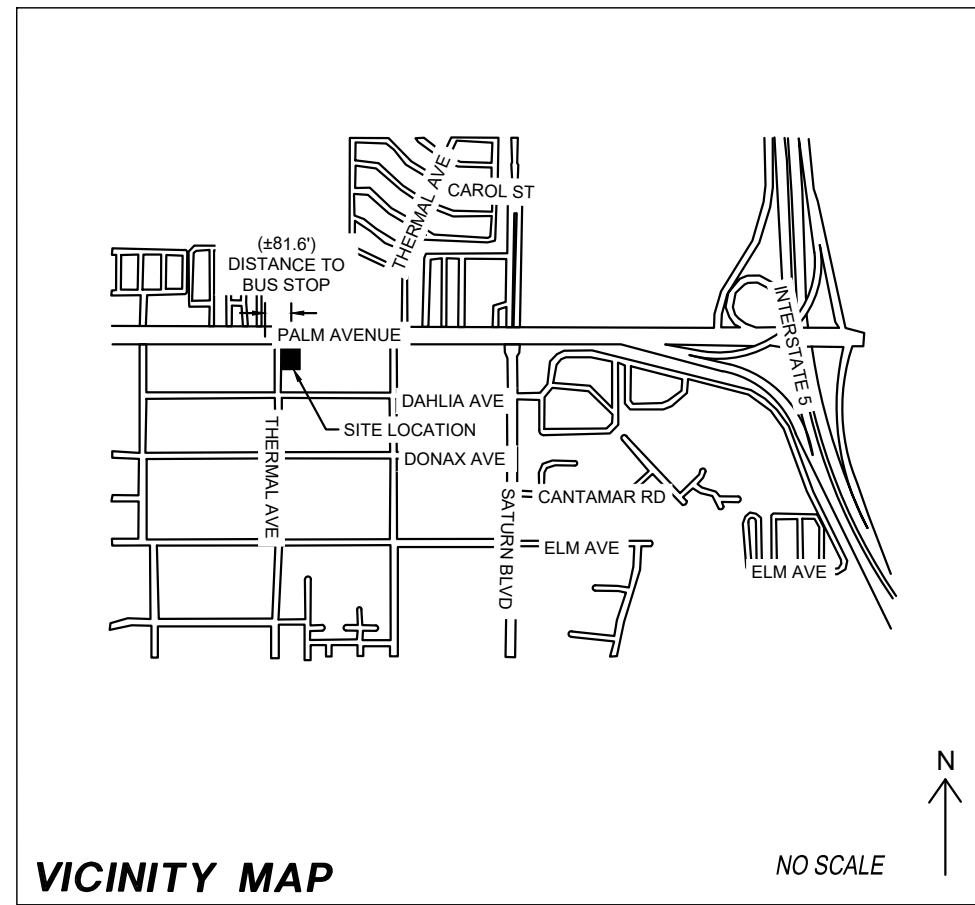 THERMAL AVE
CAROL ST
(±81.6')
DISTANCE TO
BUS STOP
PALM AVENUE
INTERSTATE 5
DAHLIA AVE
SITE LOCATION
THERMAL AVE
DONAX AVE
CANTAMAR RD
SATURN BLVD
ELM AVE
ELM AVE
N
VICINITY MAP
NO SCALE